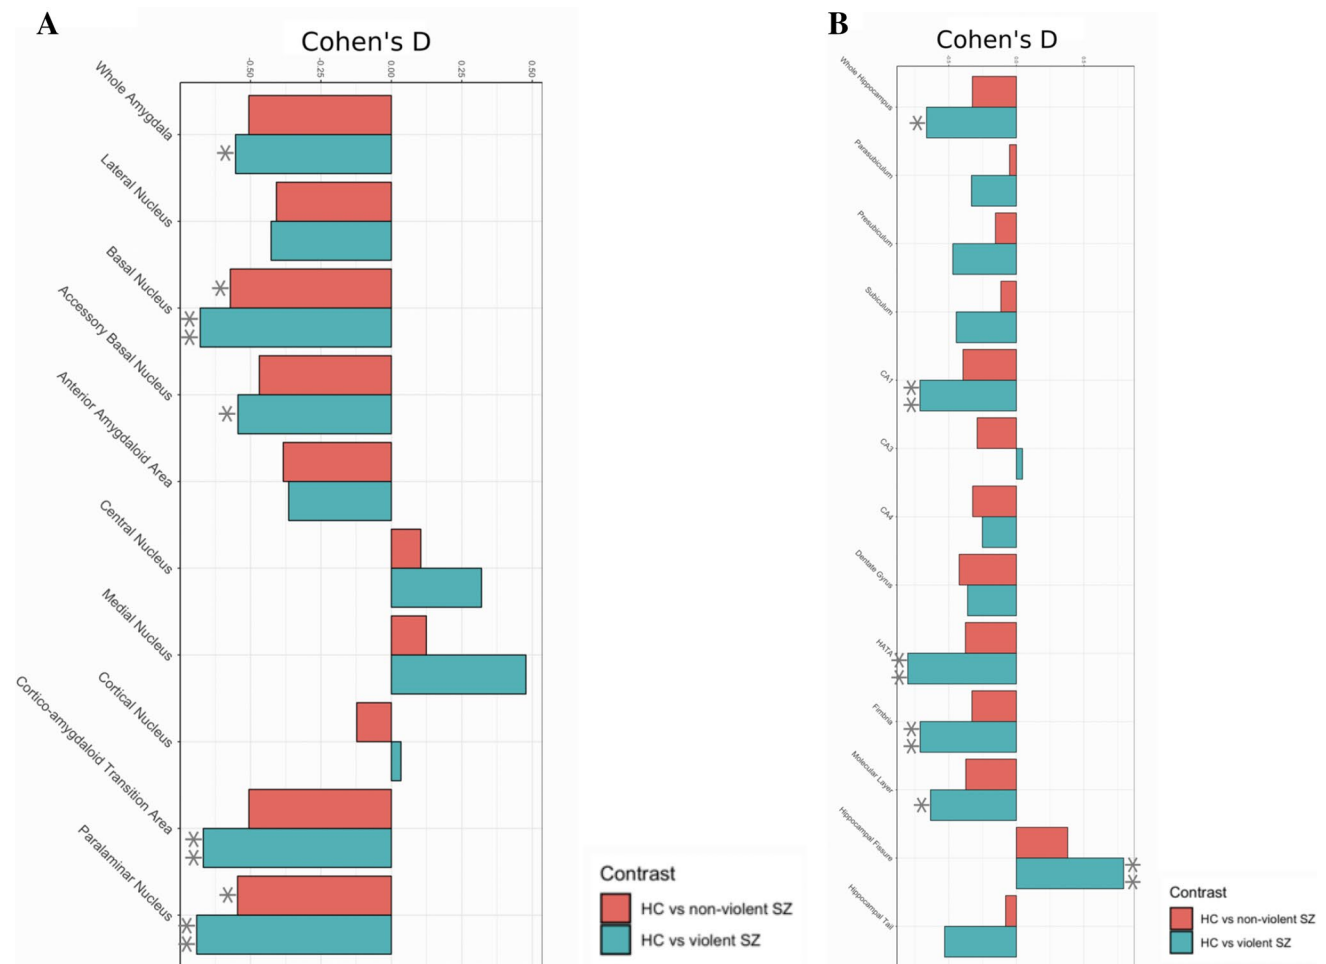 A
Cohen's D
-0.50
-0.25
0.00
0.25
0.50
Whole Amygdala
Lateral Nucleus
Basal Nucleus
Accessory Basal Nucleus
Anterior Amygdaloid Area
Central Nucleus
Medial Nucleus
Cortical Nucleus
Cortico-amygdaloid Transition Area
Paralaminar Nucleus
Contrast
HC vs non-violent SZ
HC vs violent SZ
B
Cohen's D
Whole Hippocampus
Parasubiculum
Presubiculum
Subiculum
CA1
CA3
CA4
Dentate Gyrus
HATA
Fimbria
Molecular Layer
Hippocampal Fissure
Hippocampal Tail
Contrast
HC vs non-violent SZ
HC vs violent SZ